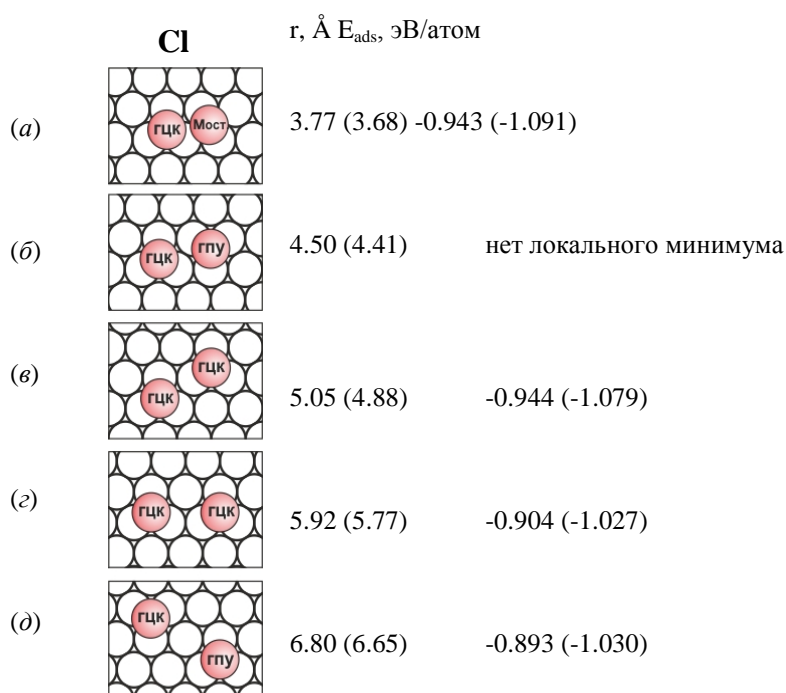 Cl
r, Å E_ads, эВ/атом
(а)
гцк Мост
3.77 (3.68) -0.943 (-1.091)
(б)
гцк гпу
4.50 (4.41) нет локального минимума
(в)
гцк
гцк
5.05 (4.88) -0.944 (-1.079)
(г)
гцк гцк
5.92 (5.77) -0.904 (-1.027)
(д)
гцк
гпу
6.80 (6.65) -0.893 (-1.030)